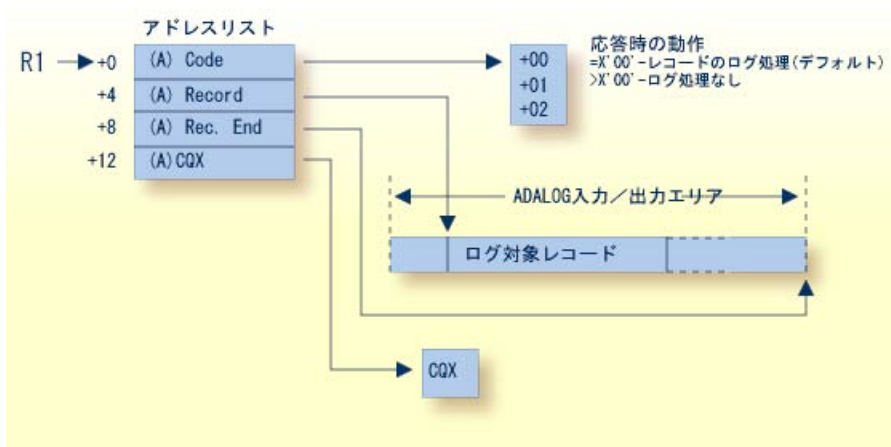 アドレスリスト
R1
+0 (A) Code
+4 (A) Record
+8 (A) Rec. End
+12 (A)CQX
+00
+01
+02
応答時の動作
=X'00'-レコードのログ処理(デフォルト)
>X'00'-ログ処理なし
ADALOG入力/出力エリア
ログ対象レコード
CQX